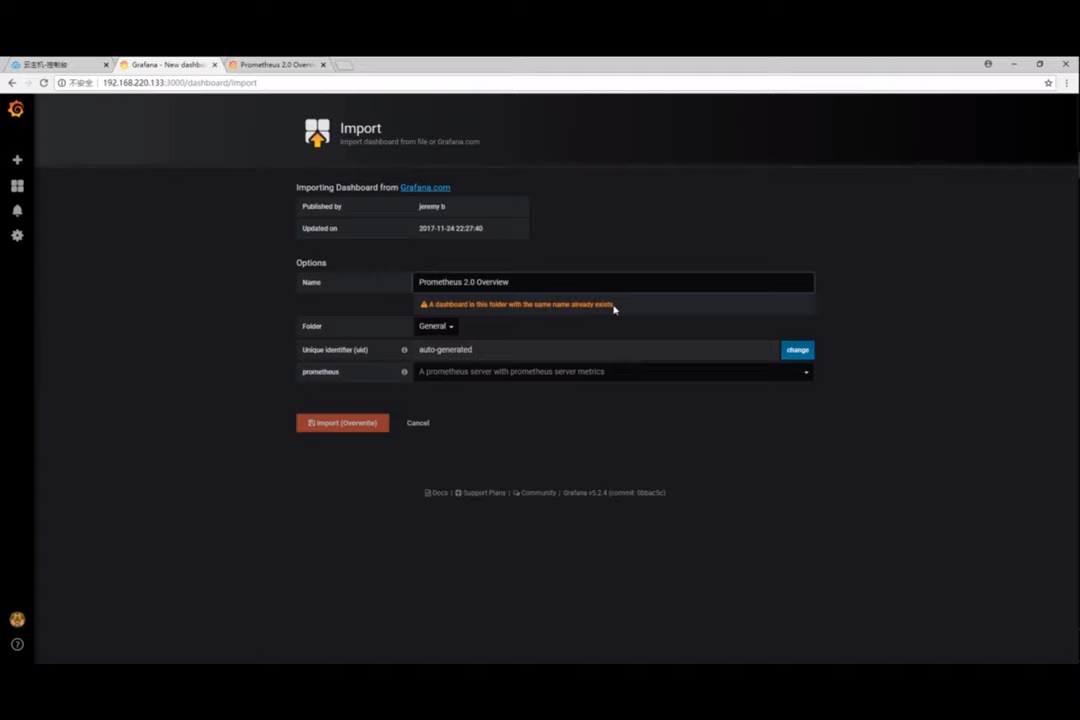 云主机-控制台
Grafana - New dashbo
Prometheus 2.0 Overvi
不安全 192.168.220.133:3000/dashboard/import
Import
Import dashboard from file or Grafana.com
Importing Dashboard from Grafana.com
Published by jeremy b
Updated on 2017-11-24 22:27:40
Options
Name Prometheus 2.0 Overview
A dashboard in this folder with the same name already exists
Folder General
Unique identifier (uid) auto-generated change
prometheus A prometheus server with prometheus server metrics
Import (Overwrite) Cancel
Docs | Support Plans | Community | Grafana v5.2.4 (commit: 0bbac5c)